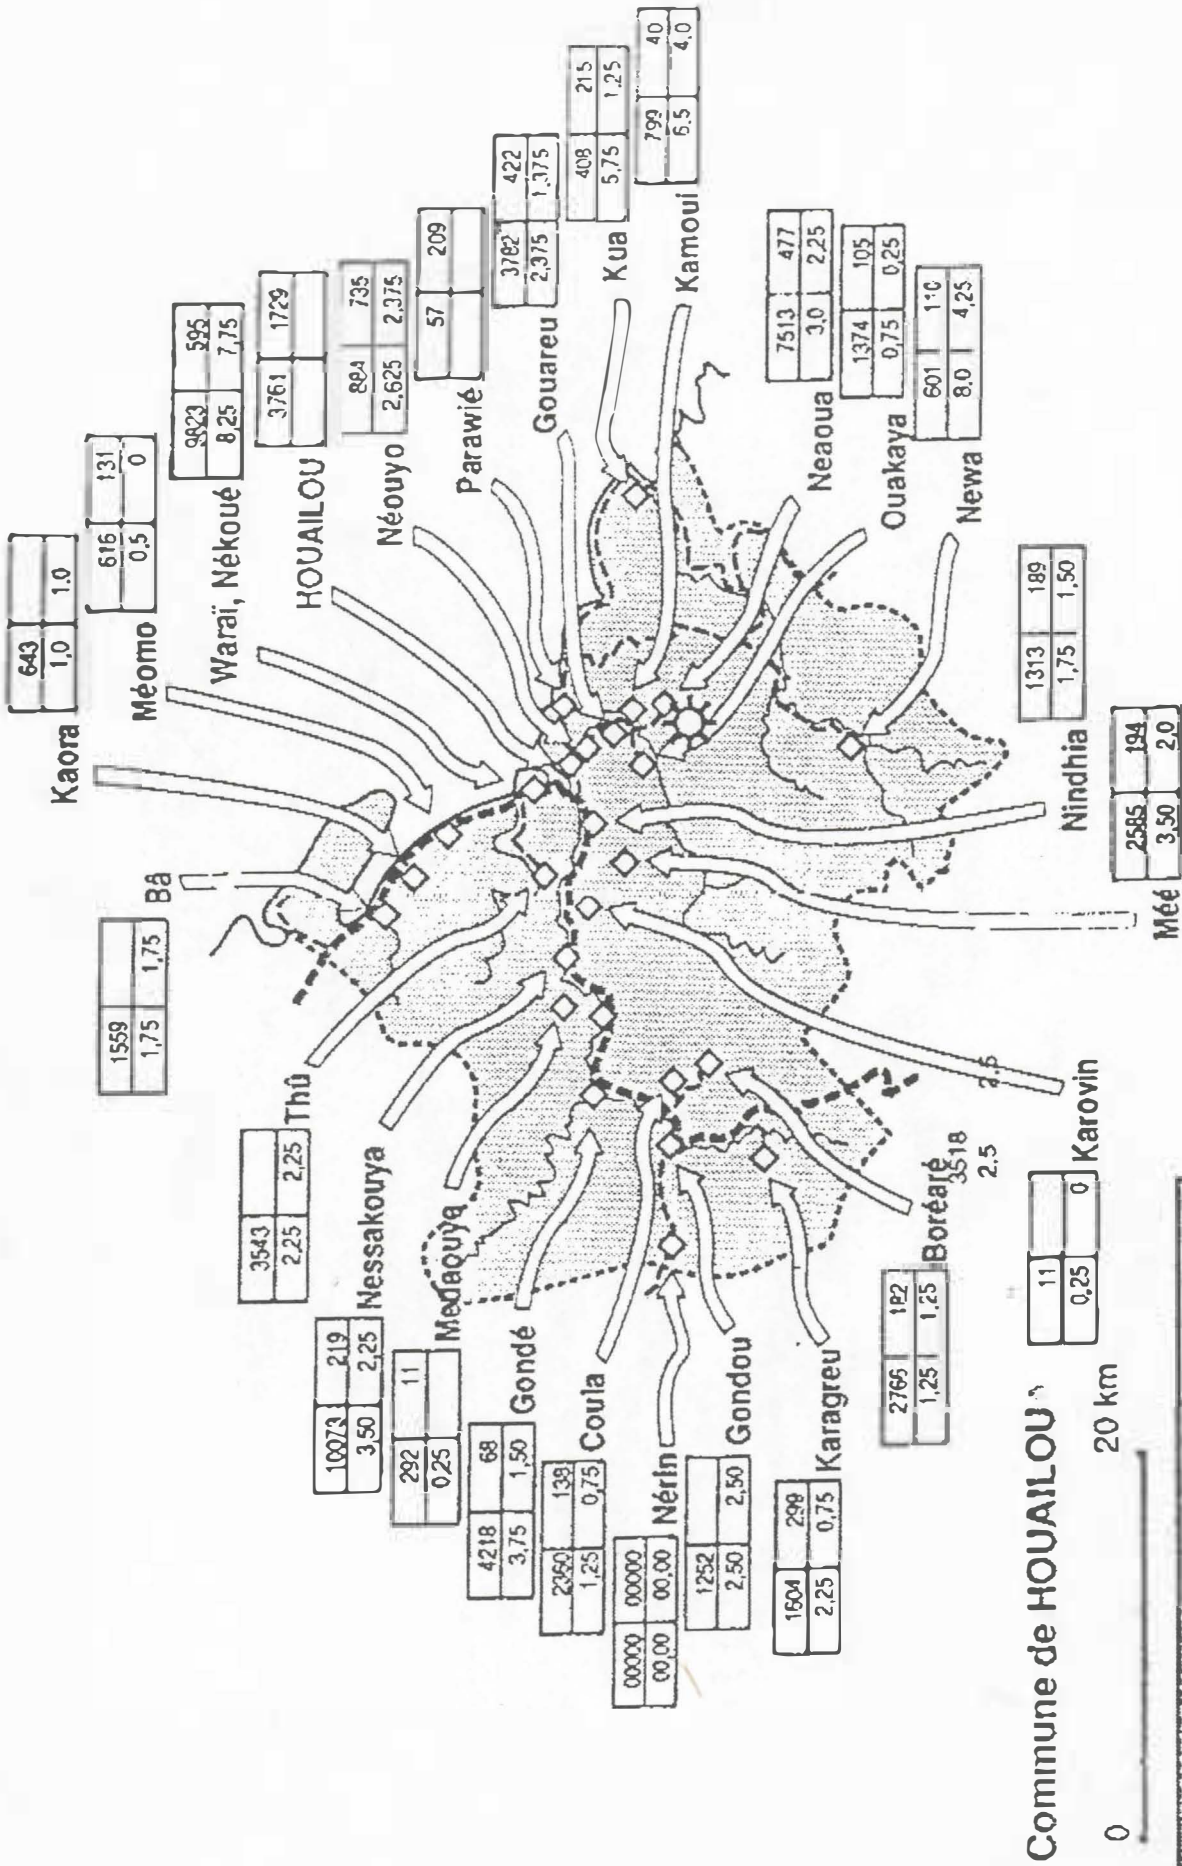 Kaora
643
1,0 1.0
Méomo
616 131
0.5 0
Waraï, Nékoué
9823 595
8,25 7,75
HOUAILOU
3761 1729
Néouyo
884 735
2,625 2,375
Parawié
57 209
Gouareu
3782 422
2,375 1,375
Kua
408 215
5,75 1,25
Kamoui
799 40
6.5 4,0
Neaoua
7513 477
3,0 2,25
Ouakaya
1374 105
0,75 0,25
Newa
601 110
8.0 4,25
Nindhia
1313 189
1,75 1,50
Méé
2585 194
3,50 2,0
Bâ
1559
1,75 1,75
Thû
3543
2,25 2,25
Nessakouya
10073 219
3,50 2,25
Medaouya
292 11
0,25
Gondé
4218 68
3,75 1,50
Coula
2360 138
1,25 0,75
Nérin
00000 00000
00,00 00,00
Gondou
1252
2,50 2,50
Karagreu
1604 299
2,25 0,75
Boréaré
2766 182
1,25 1,25
3518
2.5
2.5
Karovin
11
0,25 0
Commune de HOUAILOU
0 20 km